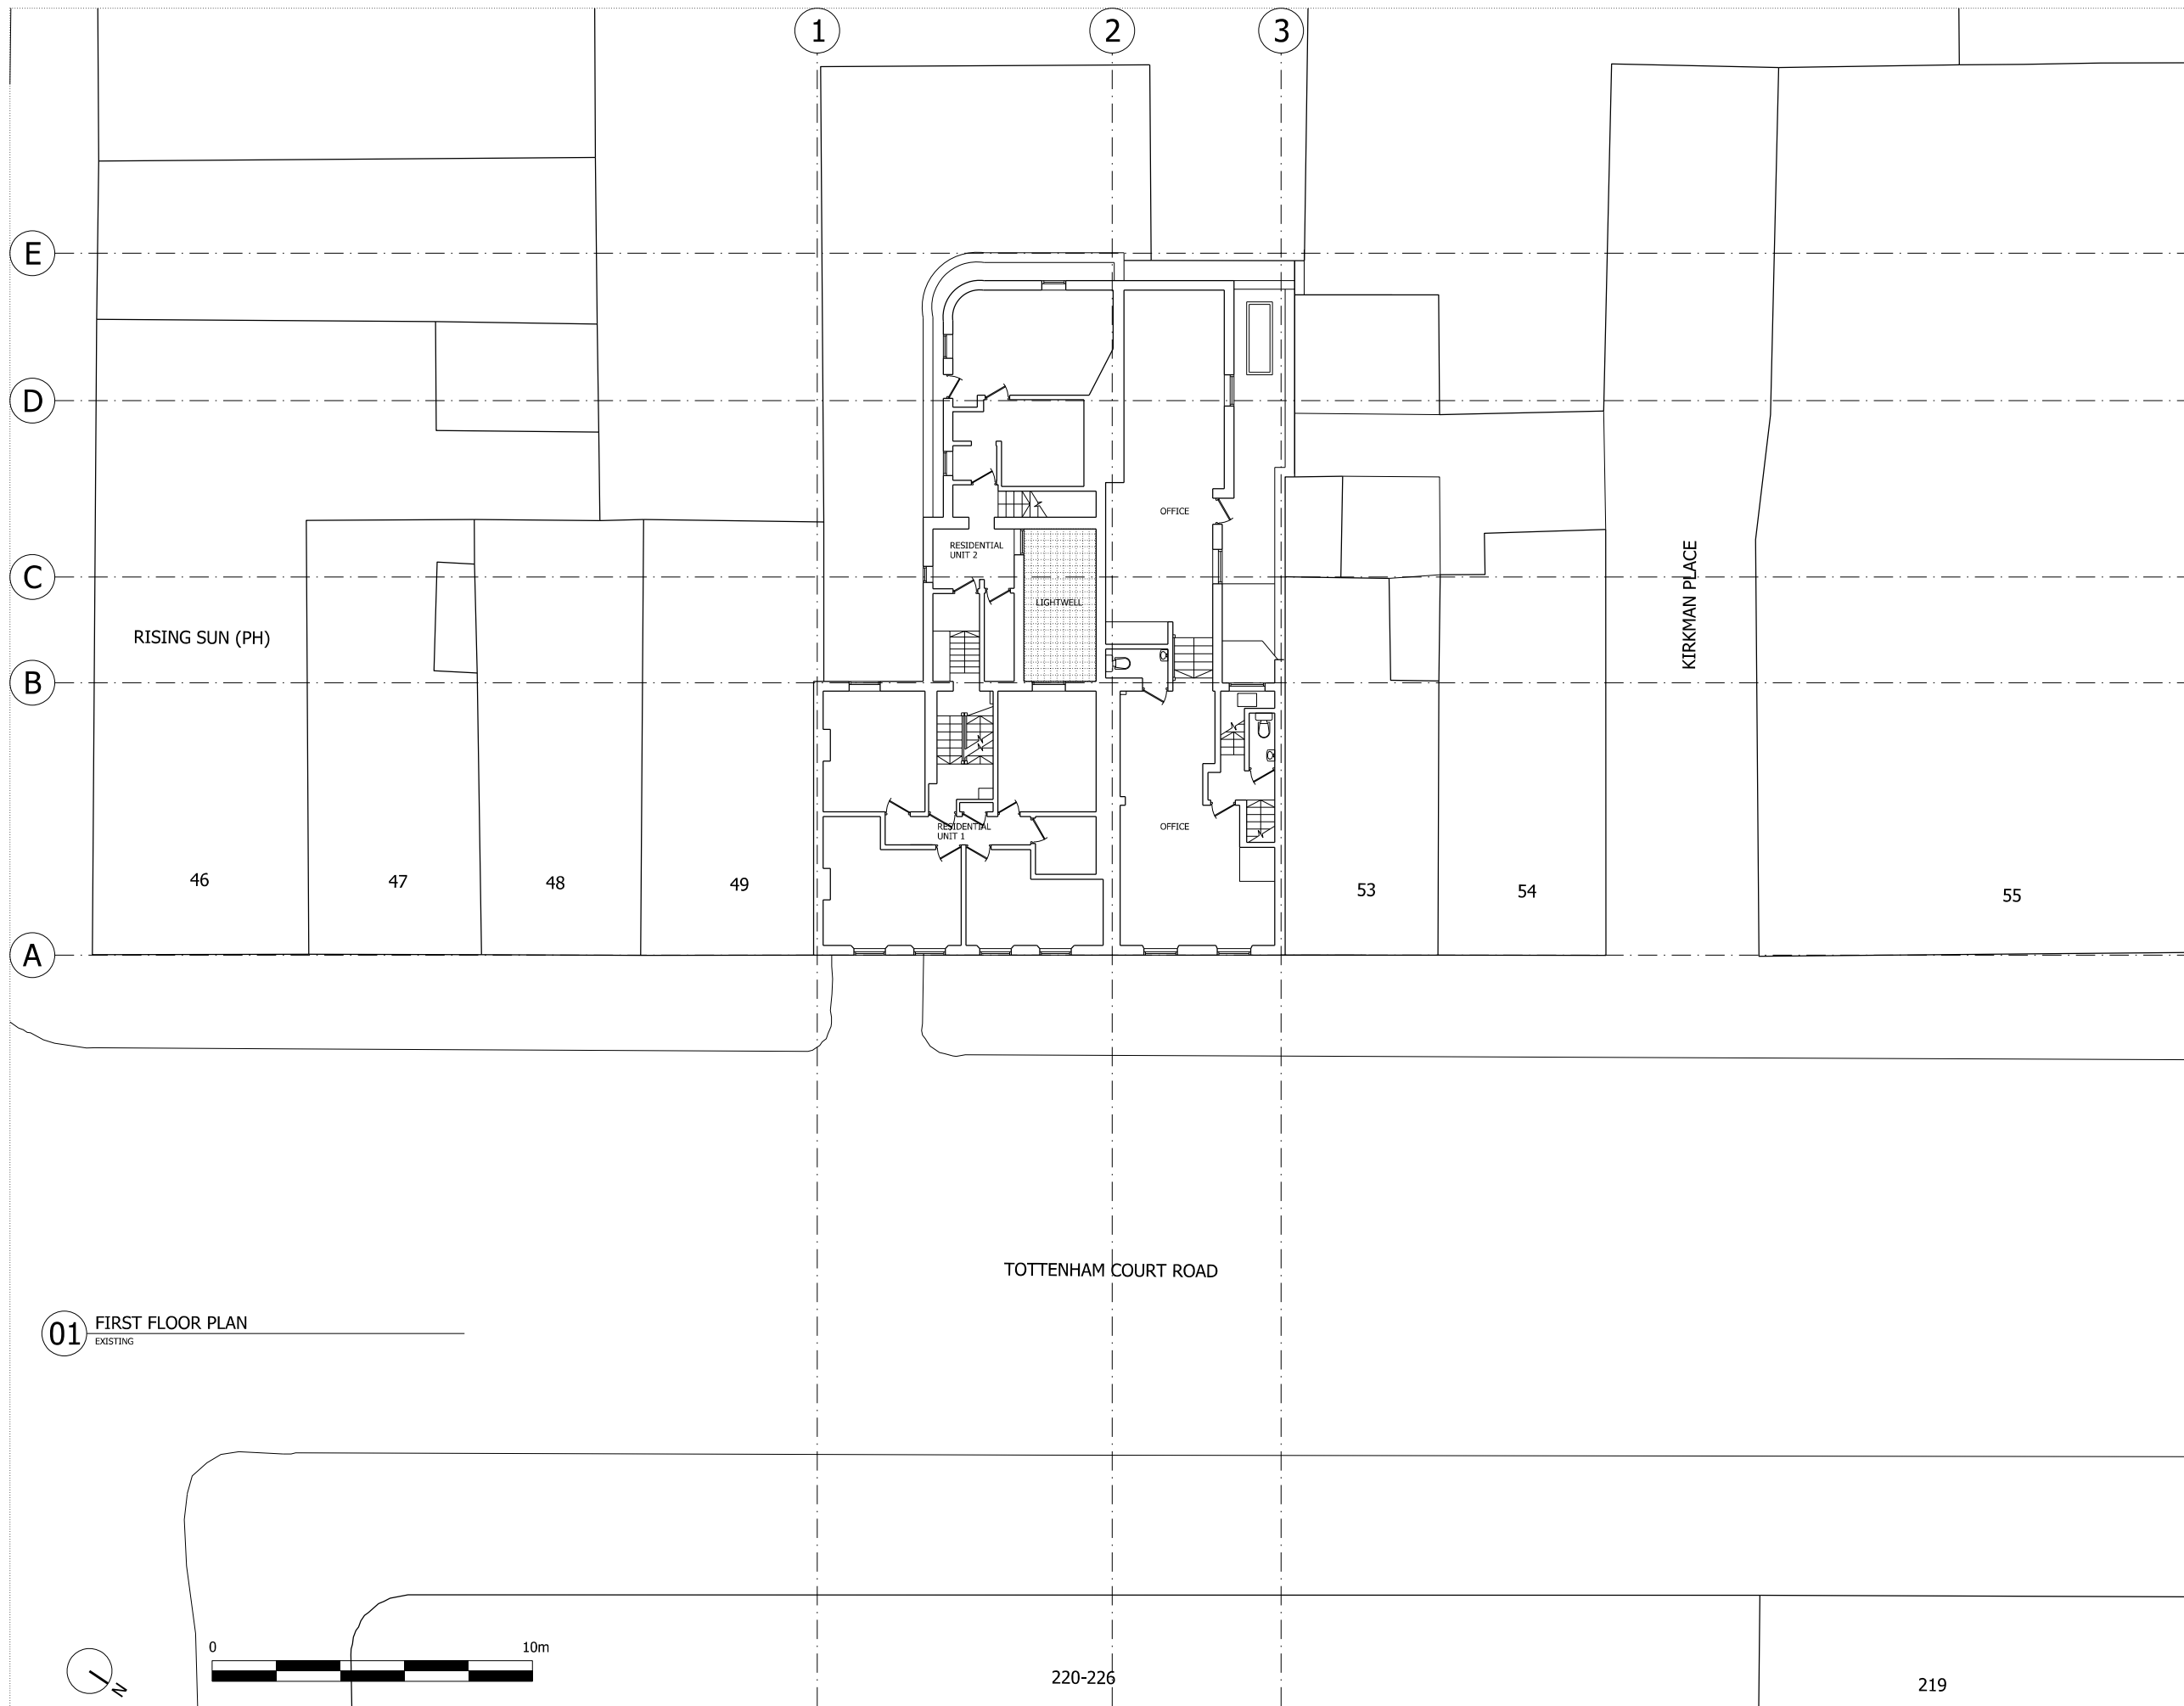 1
2
3
E
D
OFFICE
RESIDENTIAL
UNIT 2
C
LIGHTWELL
KIRKMAN PLACE
RISING SUN (PH)
B
RESIDENTIAL
UNIT 1
OFFICE
46
47
48
49
53
54
55
A
TOTTENHAM COURT ROAD
01
FIRST FLOOR PLAN
EXISTING
0
10m
N
220-226
219